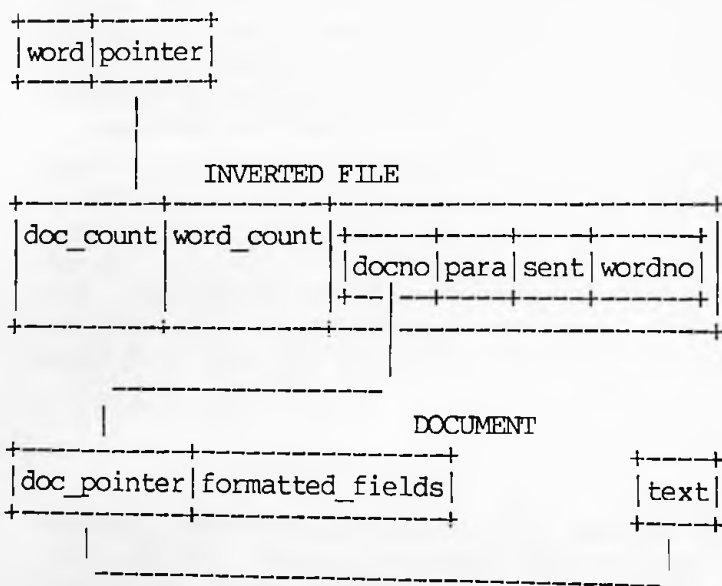 word pointer
INVERTED FILE
doc_count word_count
docno para sent wordno
DOCUMENT
doc_pointer formatted_fields text